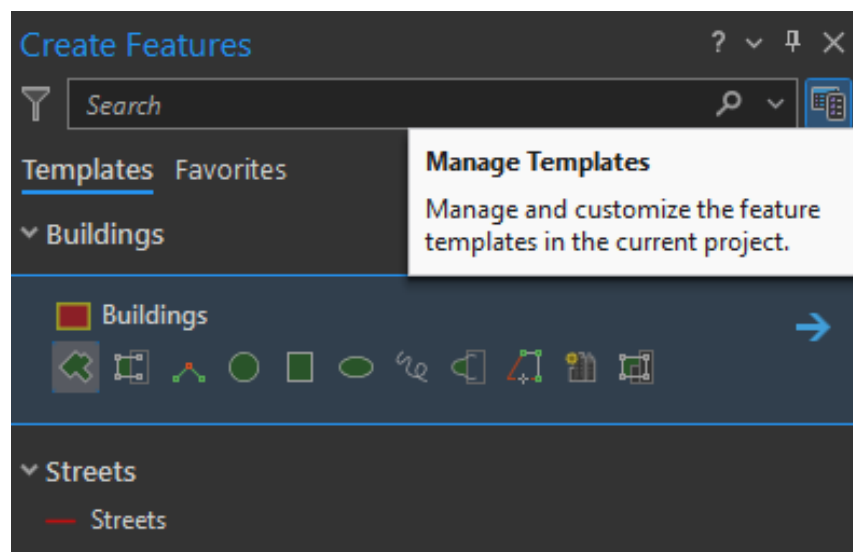 Create Features
?
Search
Templates Favorites
Manage Templates
Manage and customize the feature
templates in the current project.
Buildings
Buildings
Streets
Streets